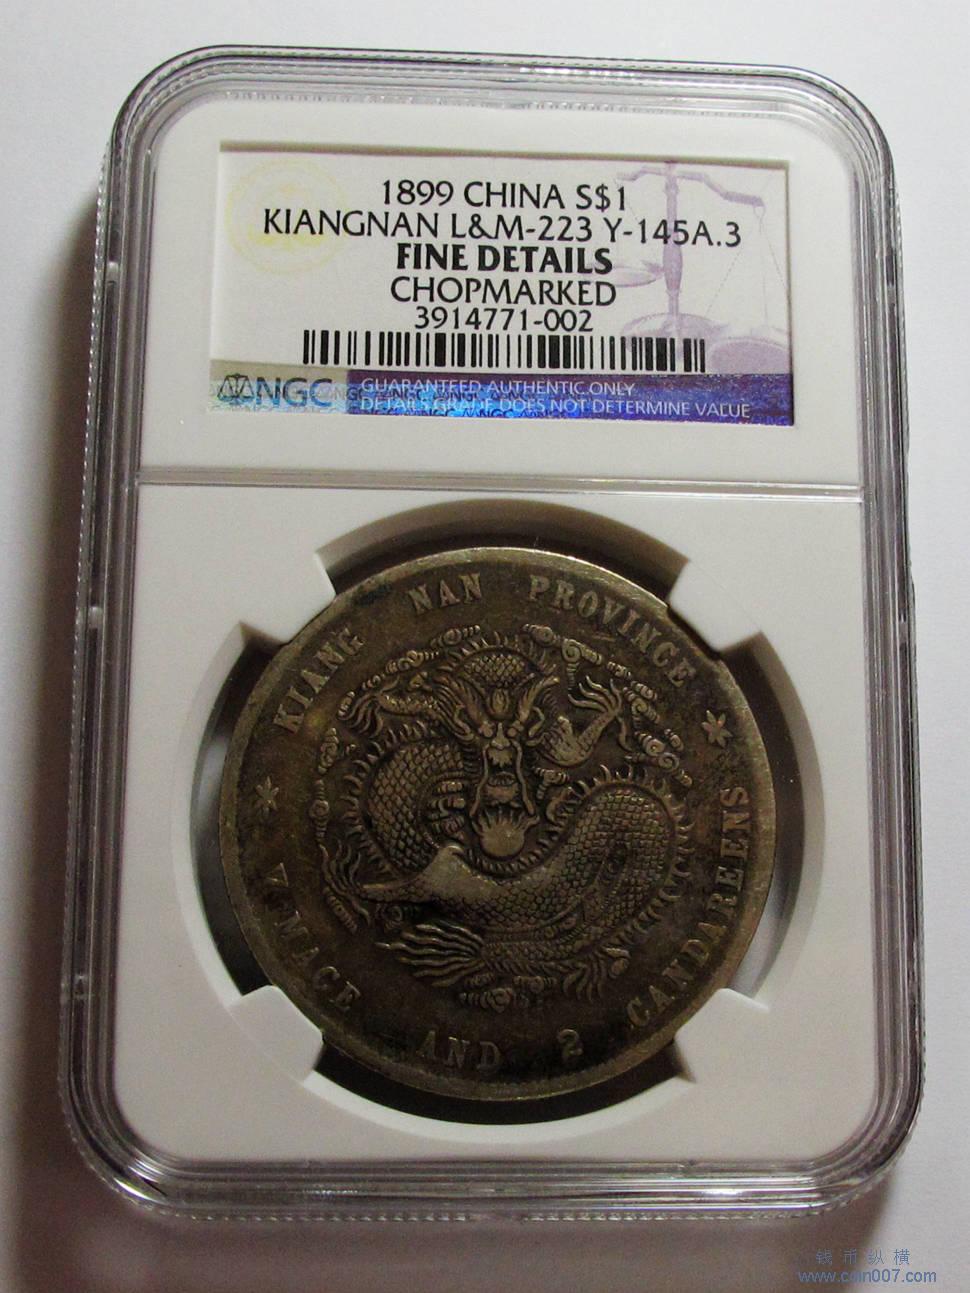 1899 CHINA S$1
KIANGNAN L&M-223 Y-145A.3
FINE DETAILS
CHOPMARKED
3914771-002
NGC
GUARANTEED AUTHENTIC ONLY
DETAILS GRADE DOES NOT DETERMINE VALUE
KIANG NAN PROVINCE
7 MACE AND 2 CANDAREENS
钱币纵横
www.coin007.com